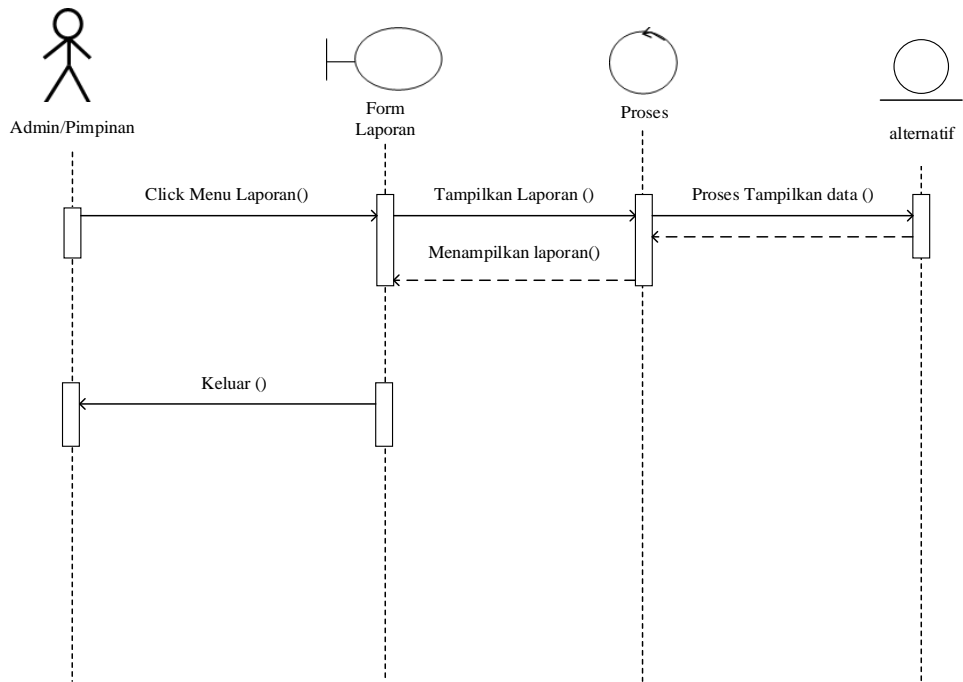 Admin/Pimpinan
Form
Laporan
Proses
alternatif
Click Menu Laporan()
Tampilkan Laporan ()
Proses Tampilkan data ()
Menampilkan laporan()
Keluar ()